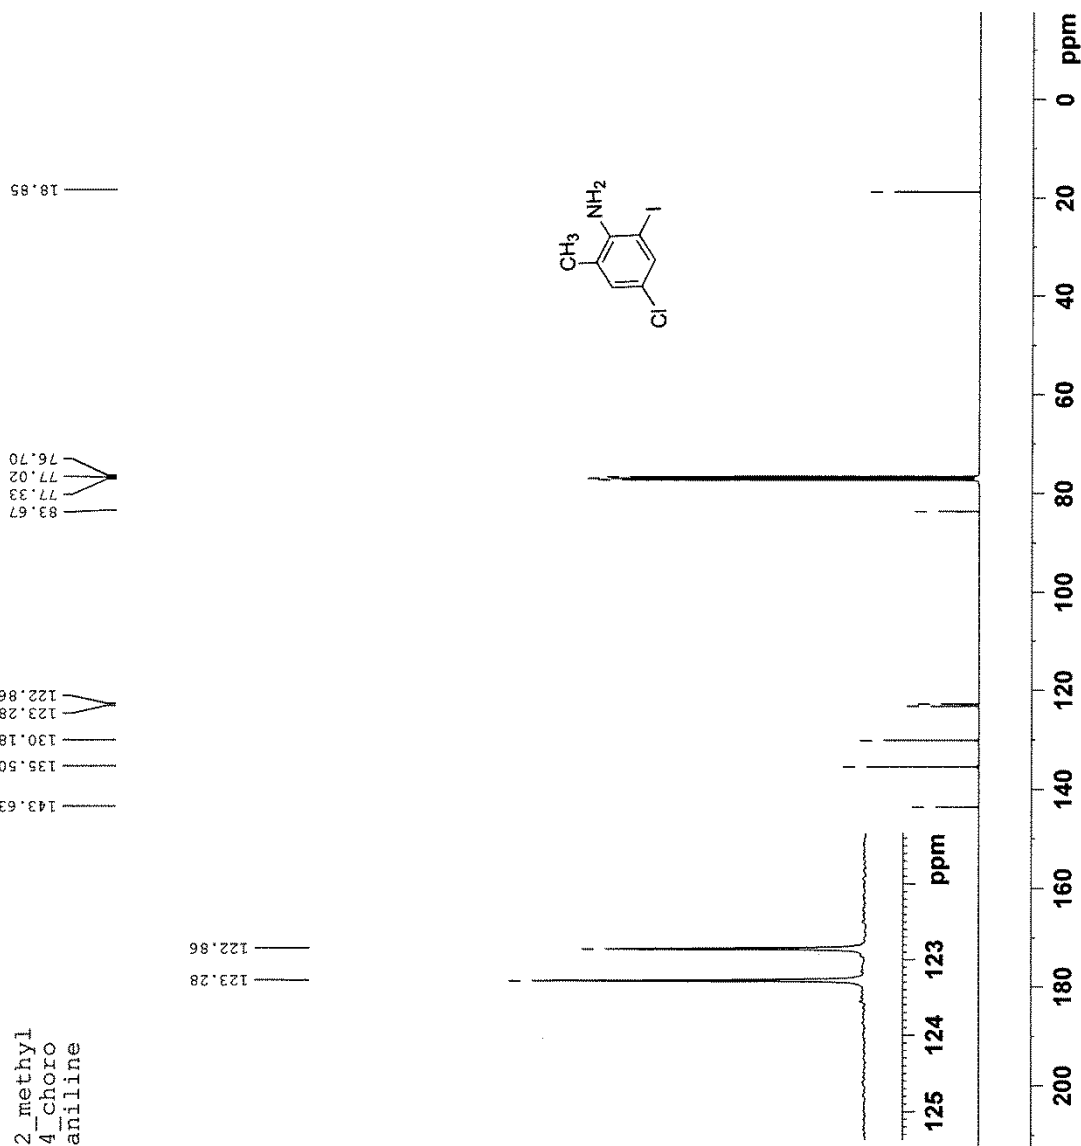 2_methyl
4_choro
aniline
143.63
135.50
130.18
123.28
122.86
83.67
77.33
77.02
76.70
18.85
123.28
122.86
CH3
NH2
I
Cl
125 124 123 ppm
200 180 160 140 120 100 80 60 40 20 0 ppm